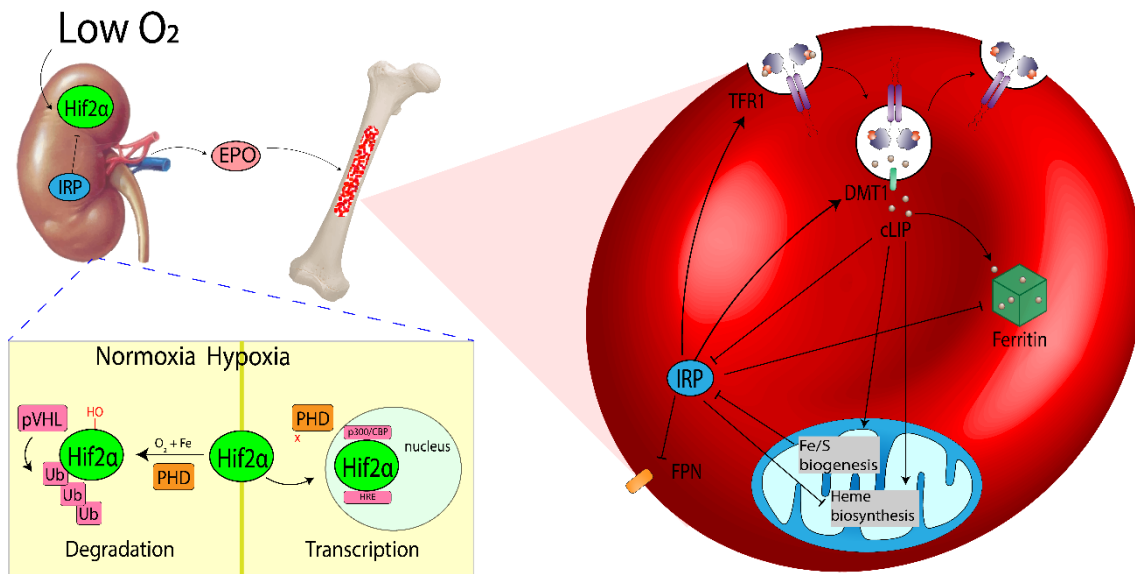 Low O₂
Hif2α
IRP
EPO
Normoxia Hypoxia
pVHL
HO
Hif2α
Ub
Ub
Ub
O₂ + Fe
PHD
Hif2α
PHD
x
p300/CBP
nucleus
Hif2α
HRE
Degradation
Transcription
TFR1
DMT1
cLIP
Ferritin
IRP
FPN
Fe/S
biogenesis
Heme
biosynthesis